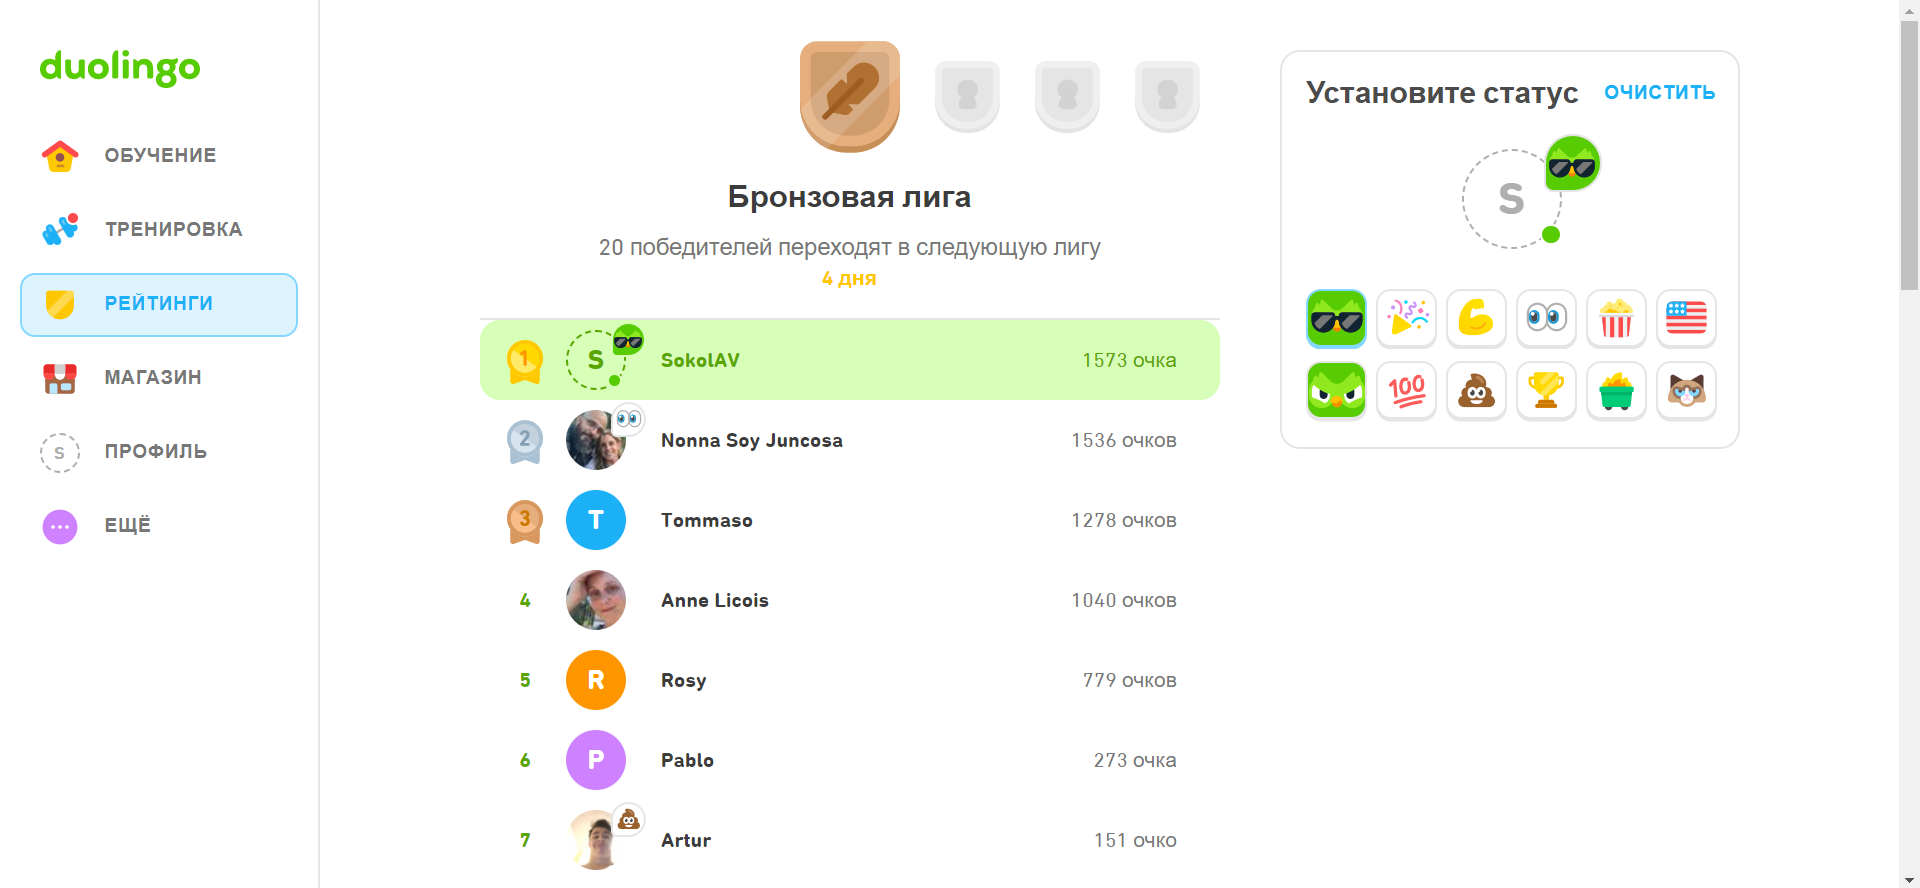 duolingo
ОБУЧЕНИЕ
ТРЕНИРОВКА
РЕЙТИНГИ
МАГАЗИН
S ПРОФИЛЬ
ЕЩЁ
Бронзовая лига
20 победителей переходят в следующую лигу
4 дня
1 S SokolAV 1573 очка
2 Nonna Soy Juncosa 1536 очков
3 T Tommaso 1278 очков
4 Anne Licois 1040 очков
5 R Rosy 779 очков
6 P Pablo 273 очка
7 Artur 151 очко
Установите статус ОЧИСТИТЬ
S
100